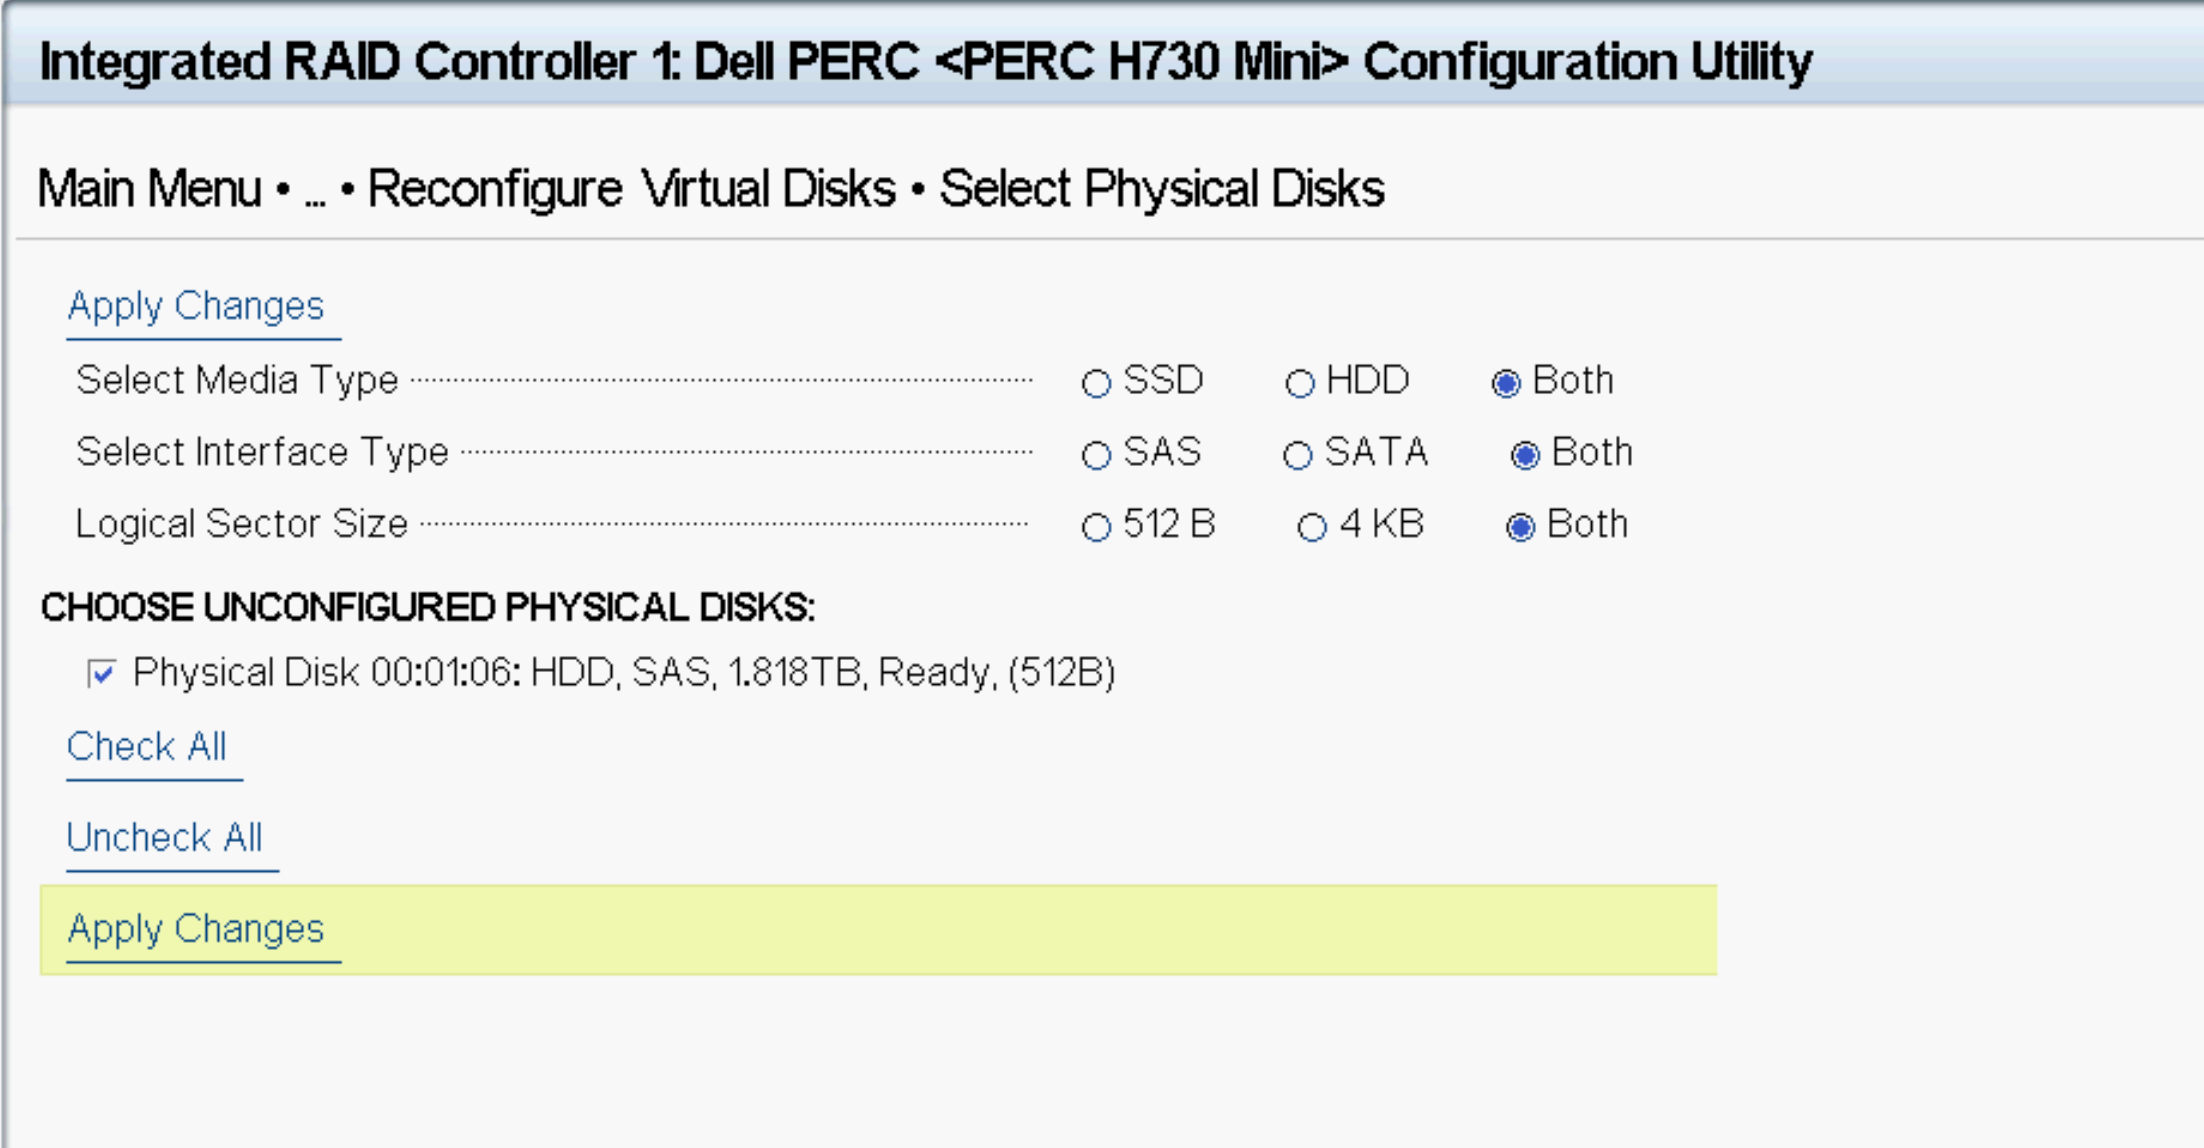 Integrated RAID Controller 1: Dell PERC <PERC H730 Mini> Configuration Utility
Main Menu • ... • Reconfigure Virtual Disks • Select Physical Disks
Apply Changes
Select Media Type SSD HDD Both
Select Interface Type SAS SATA Both
Logical Sector Size 512 B 4 KB Both
CHOOSE UNCONFIGURED PHYSICAL DISKS:
Physical Disk 00:01:06: HDD, SAS, 1.818TB, Ready, (512B)
Check All
Uncheck All
Apply Changes